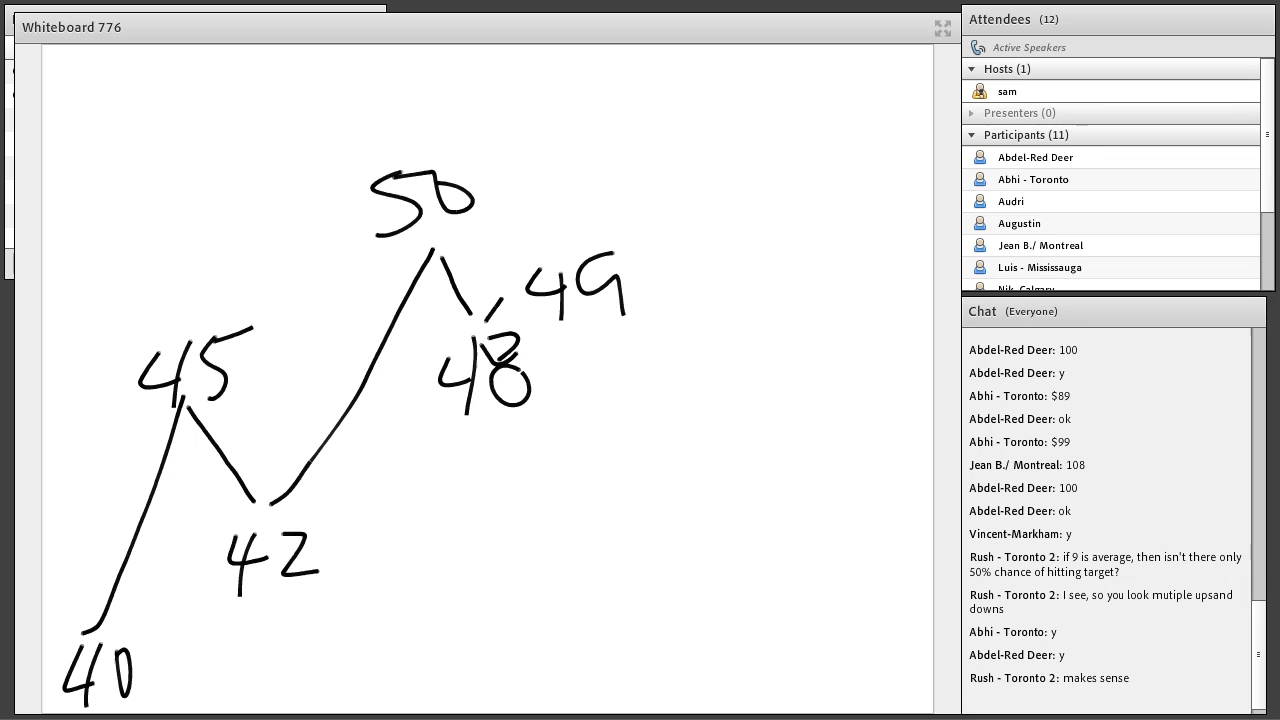 Whiteboard 776
50
49
48
45
42
40
Attendees (12)
Active Speakers
Hosts (1)
sam
Presenters (0)
Participants (11)
Abdel-Red Deer
Abhi - Toronto
Audri
Augustin
Jean B./ Montreal
Luis - Mississauga
Nik, Calgary
Chat (Everyone)
Abdel-Red Deer: 100
Abdel-Red Deer: y
Abhi - Toronto: $89
Abdel-Red Deer: ok
Abhi - Toronto: $99
Jean B./ Montreal: 108
Abdel-Red Deer: 100
Abdel-Red Deer: ok
Vincent-Markham: y
Rush - Toronto 2: if 9 is average, then isn't there only
50% chance of hitting target?
Rush - Toronto 2: I see, so you look mutiple upsand
downs
Abhi - Toronto: y
Abdel-Red Deer: y
Rush - Toronto 2: makes sense